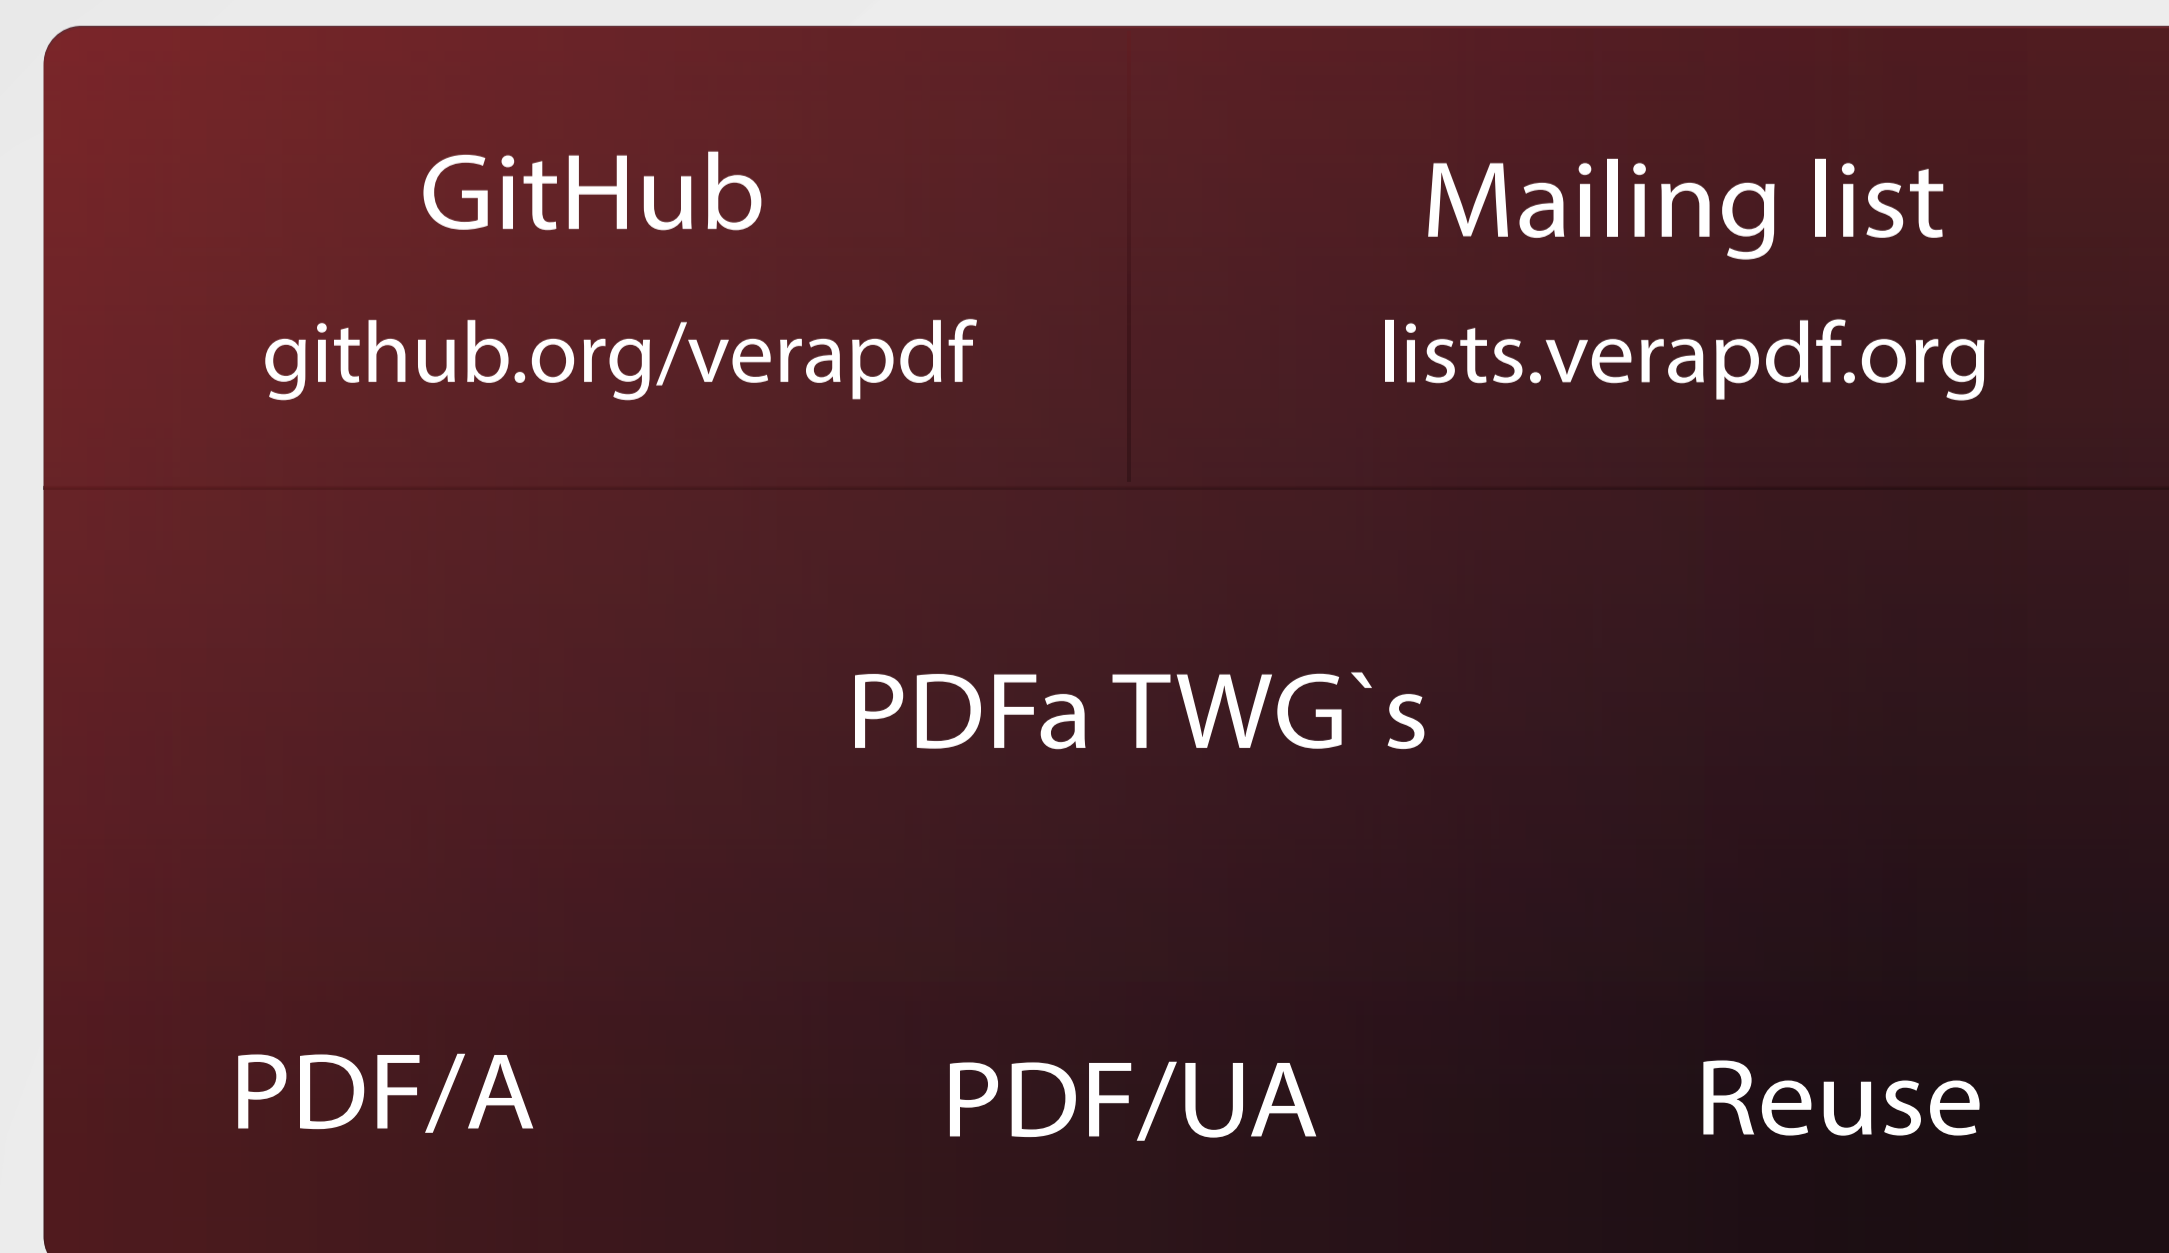 GitHub
github.org/verapdf
Mailing list
lists.verapdf.org
PDFa TWG`s
PDF/A
PDF/UA
Reuse